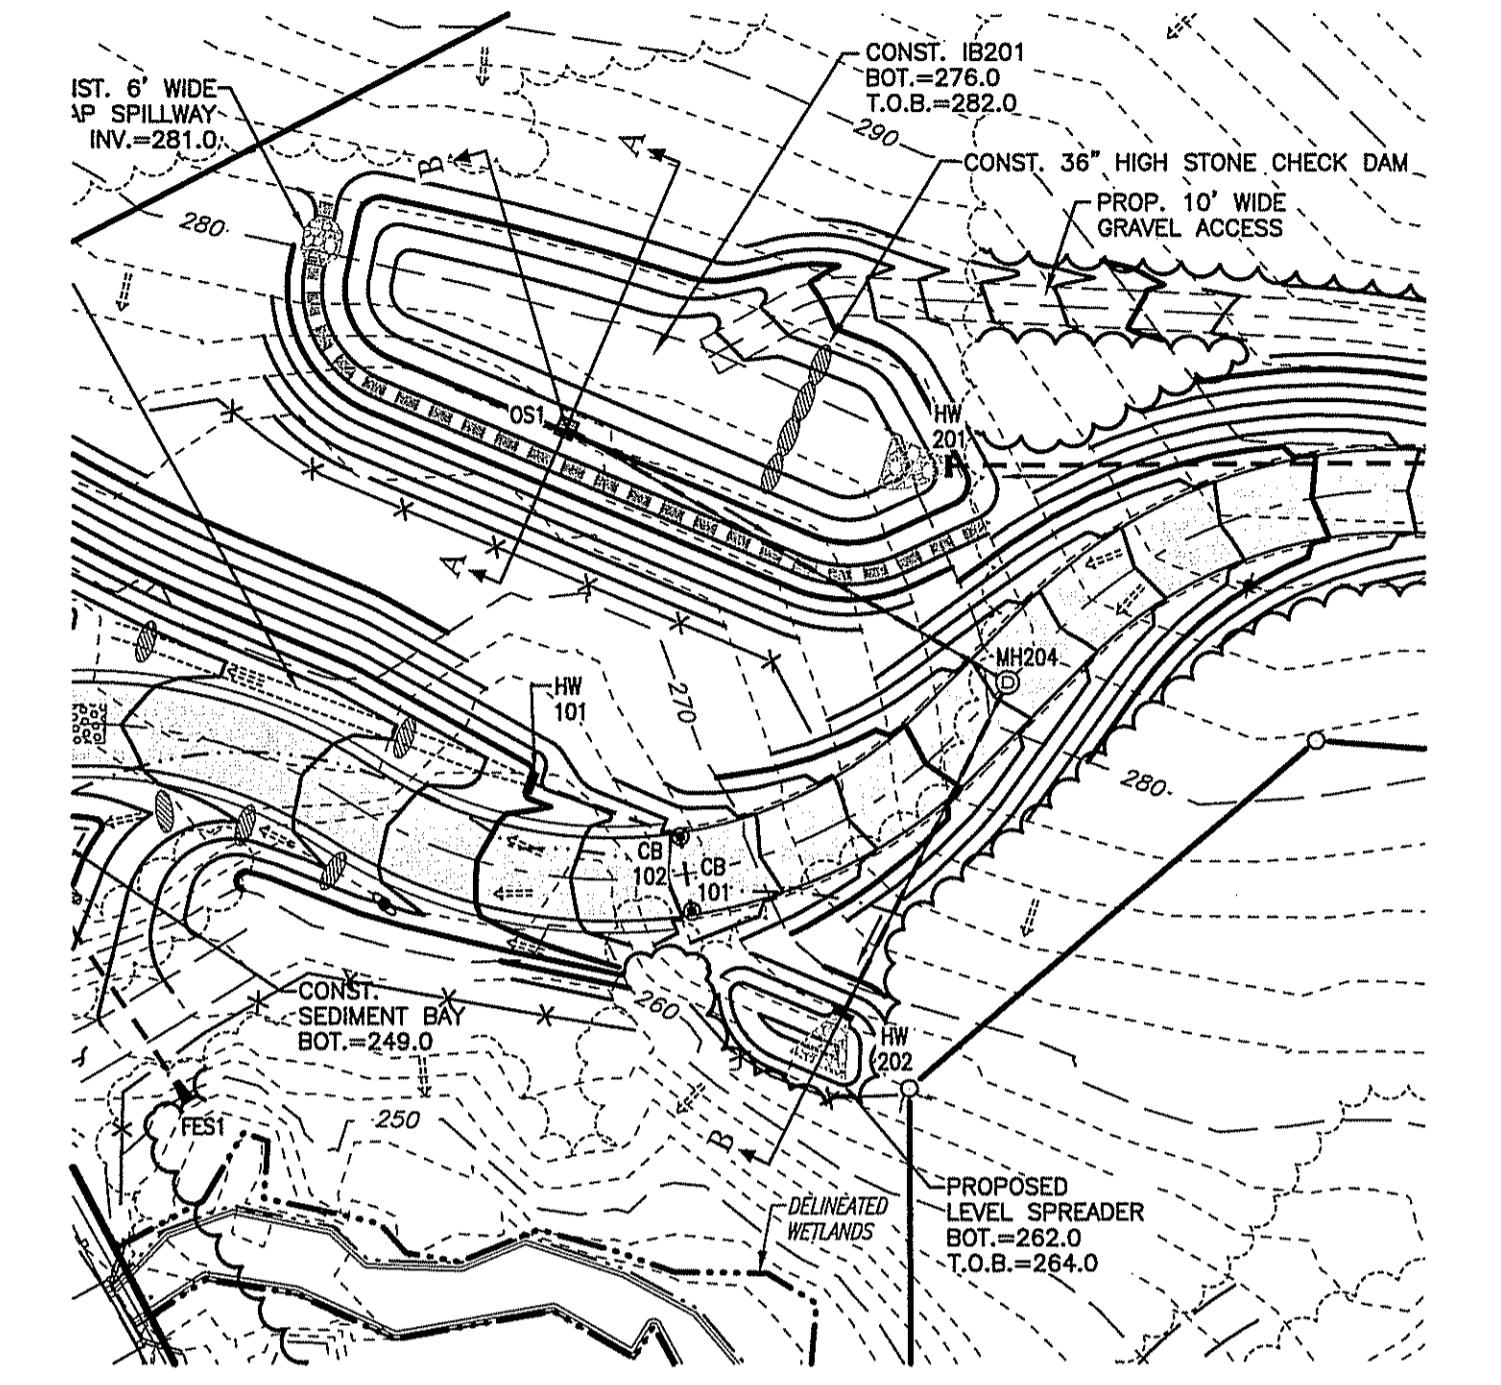 CONST. IB201
BOT.=276.0
T.O.B.=282.0
IST. 6' WIDE
AP SPILLWAY
INV.=281.0
290
CONST. 36" HIGH STONE CHECK DAM
PROP. 10' WIDE
GRAVEL ACCESS
B
A
280
OS1
HW
201
A
MH204
HW
101
270
280
D
CB
102
CB
101
CONST.
SEDIMENT BAY
BOT.=249.0
260
HW
202
FES1
250
B
DELINEATED
WETLANDS
PROPOSED
LEVEL SPREADER
BOT.=262.0
T.O.B.=264.0